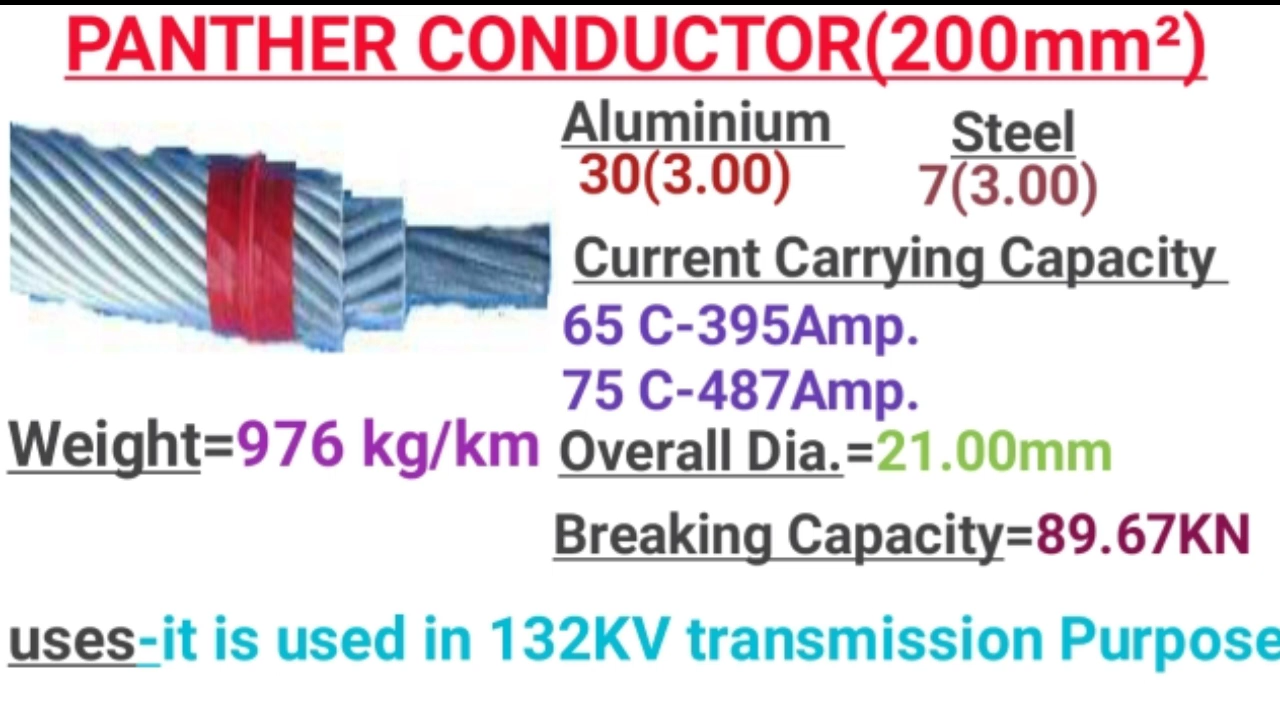 PANTHER CONDUCTOR(200mm²)
Aluminium Steel
30(3.00) 7(3.00)
Current Carrying Capacity
65 C-395Amp.
75 C-487Amp.
Weight=976 kg/km Overall Dia.=21.00mm
Breaking Capacity=89.67KN
uses-it is used in 132KV transmission Purpose